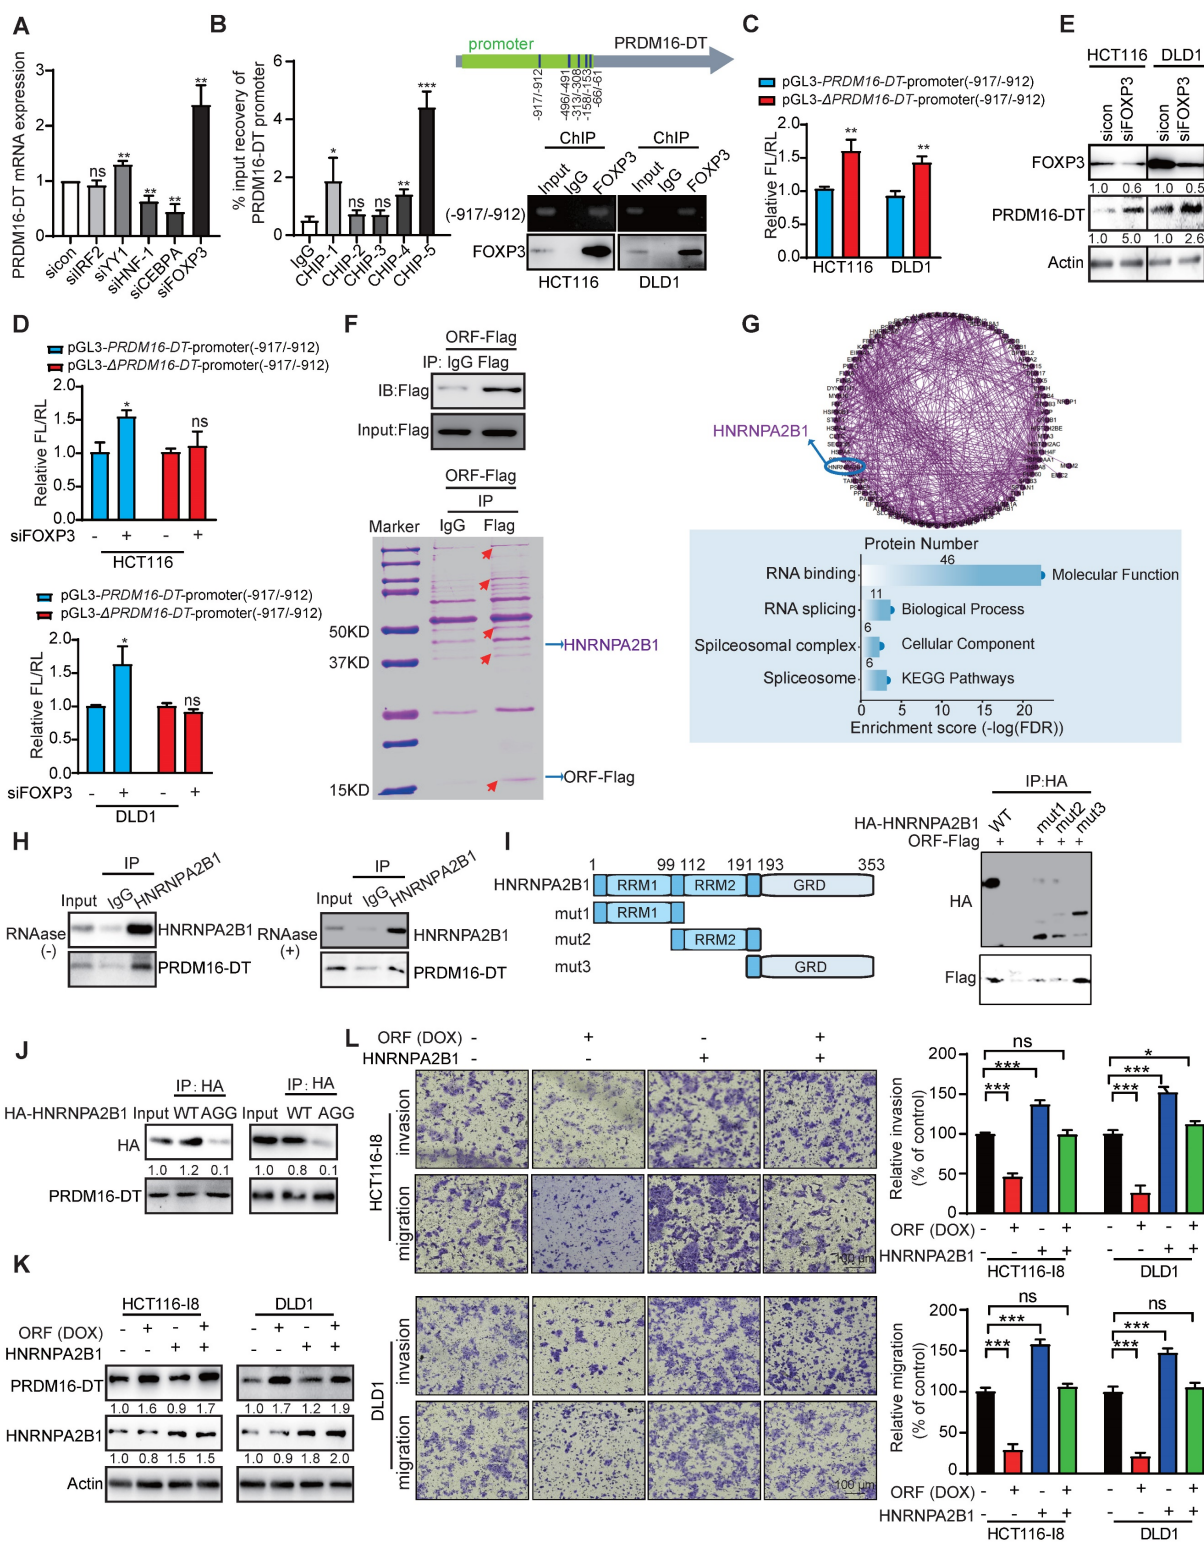 A
PRDM16-DT mRNA expression
3
2
1
0
ns
**
**
**
**
sicon
siIRF2
siYY1
siHNF-1
siCEBPA
siFOXP3
B
% input recovery of
PRDM16-DT promoter
6
4
2
0
*
ns
ns
**
***
IgG
CHIP-1
CHIP-2
CHIP-3
CHIP-4
CHIP-5
promoter
PRDM16-DT
-917/-912
-496/-491
-313/-308
-158/-153
-66/-61
ChIP
ChIP
Input
IgG
FOXP3
Input
IgG
FOXP3
(-917/-912)
FOXP3
HCT116
DLD1
C
pGL3-PRDM16-DT-promoter(-917/-912)
pGL3-ΔPRDM16-DT-promoter(-917/-912)
Relative FL/RL
2.0
1.5
1.0
0.5
0.0
**
**
HCT116
DLD1
E
HCT116
DLD1
sicon
siFOXP3
sicon
siFOXP3
FOXP3
1.0 0.6 1.0 0.5
PRDM16-DT
1.0 5.0 1.0 2.6
Actin
D
pGL3-PRDM16-DT-promoter(-917/-912)
pGL3-ΔPRDM16-DT-promoter(-917/-912)
Relative FL/RL
2.0
1.5
1.0
0.5
0.0
*
ns
siFOXP3 - + - +
HCT116
pGL3-PRDM16-DT-promoter(-917/-912)
pGL3-ΔPRDM16-DT-promoter(-917/-912)
Relative FL/RL
2.0
1.5
1.0
0.5
0.0
*
ns
siFOXP3 - + - +
DLD1
F
ORF-Flag
IP: IgG Flag
IB:Flag
Input:Flag
ORF-Flag
IP
Marker IgG Flag
50KD
37KD
15KD
HNRNPA2B1
ORF-Flag
G
HNRNPA2B1
Protein Number
46
RNA binding
Molecular Function
11
RNA splicing
Biological Process
6
Spilceosomal complex
Cellular Component
6
Spliceosome
KEGG Pathways
0 5 10 15 20
Enrichment score (-log(FDR))
H
IP
Input
IgG
HNRNPA2B1
RNAase
(-)
HNRNPA2B1
PRDM16-DT
IP
Input
IgG
HNRNPA2B1
RNAase
(+)
HNRNPA2B1
PRDM16-DT
I
1 99 112 191 193 353
HNRNPA2B1 RRM1 RRM2 GRD
mut1 RRM1
mut2 RRM2
mut3 GRD
IP:HA
HA-HNRNPA2B1 WT mut1 mut2 mut3
ORF-Flag + + + +
HA
Flag
J
IP: HA
IP: HA
HA-HNRNPA2B1 Input WT AGG Input WT AGG
HA
1.0 1.2 0.1 1.0 0.8 0.1
PRDM16-DT
K
HCT116-I8
DLD1
ORF (DOX) - + - + - + - +
HNRNPA2B1 - - + + - - + +
PRDM16-DT
1.0 1.6 0.9 1.7 1.0 1.7 1.2 1.9
HNRNPA2B1
1.0 0.8 1.5 1.5 1.0 0.9 1.8 2.0
Actin
L
ORF (DOX) - + - +
HNRNPA2B1 - - + +
HCT116-I8
invasion
migration
100 μm
DLD1
invasion
migration
100 μm
Relative invasion
(% of control)
200
150
100
50
0
ns
***
***
*
***
***
ORF (DOX) - + - + - + - +
HNRNPA2B1 - - + + - - + +
HCT116-I8
DLD1
Relative migration
(% of control)
200
150
100
50
0
ns
***
***
ns
***
***
ORF (DOX) - + - + - + - +
HNRNPA2B1 - - + + - - + +
HCT116-I8
DLD1